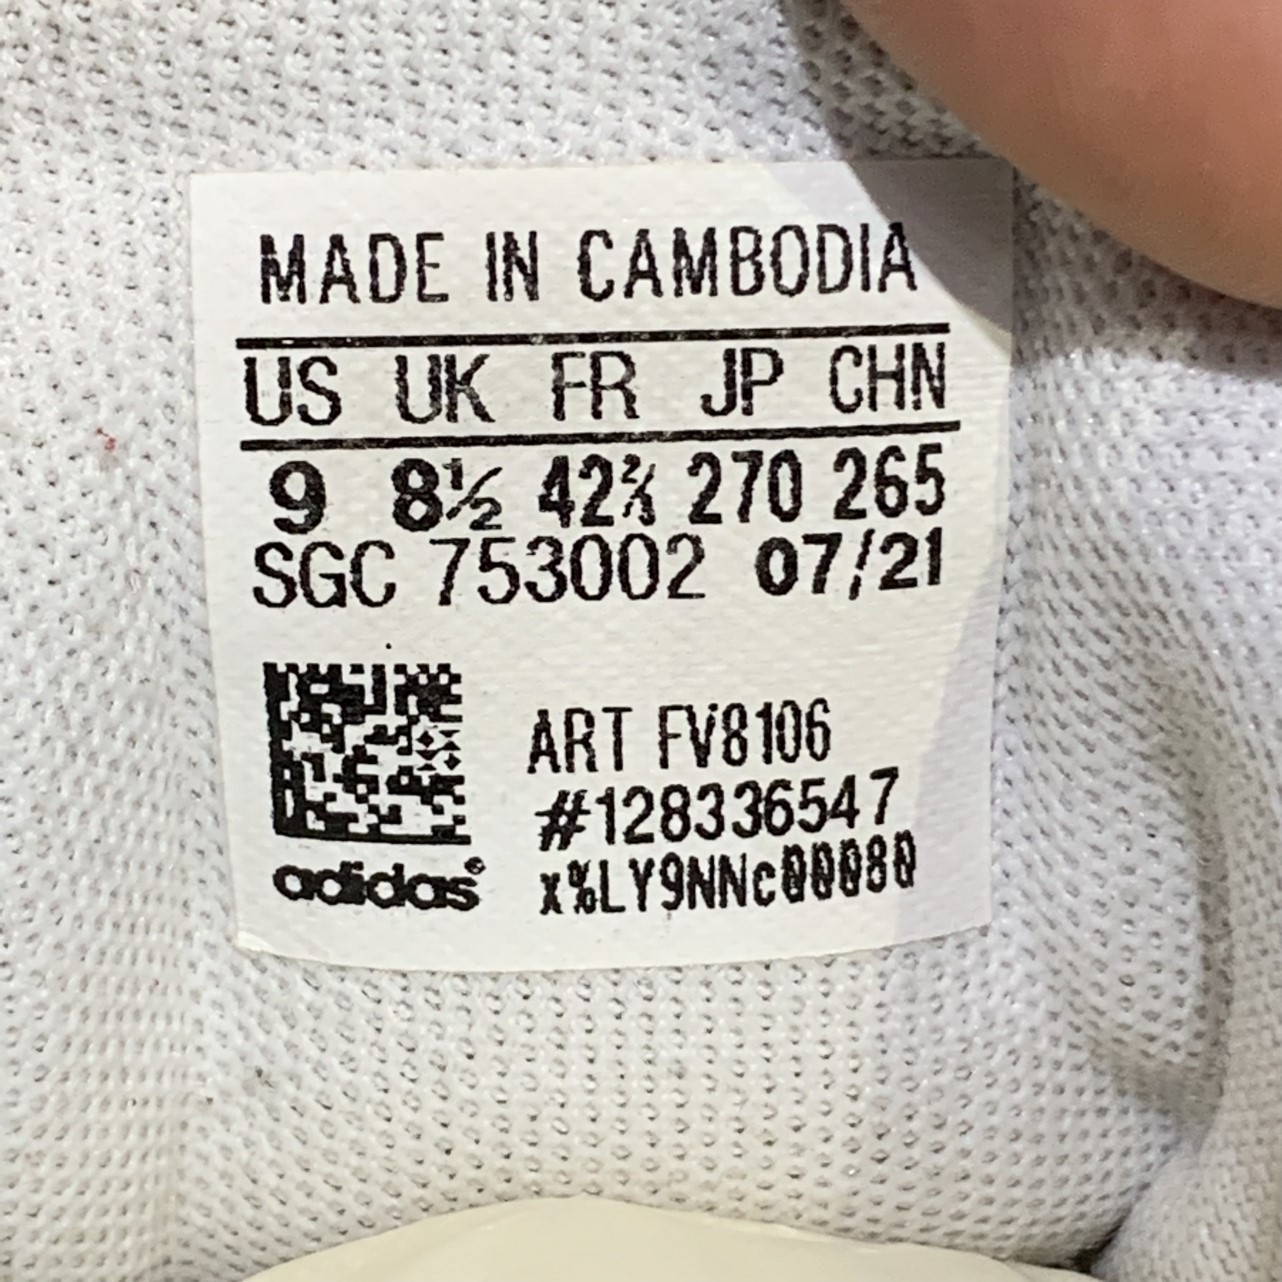 MADE IN CAMBODIA
US UK FR JP CHN
9 8½ 42⅔ 270 265
SGC 753002 07/21
ART FV8106
#128336547
adidas® x%LY9NNc00080